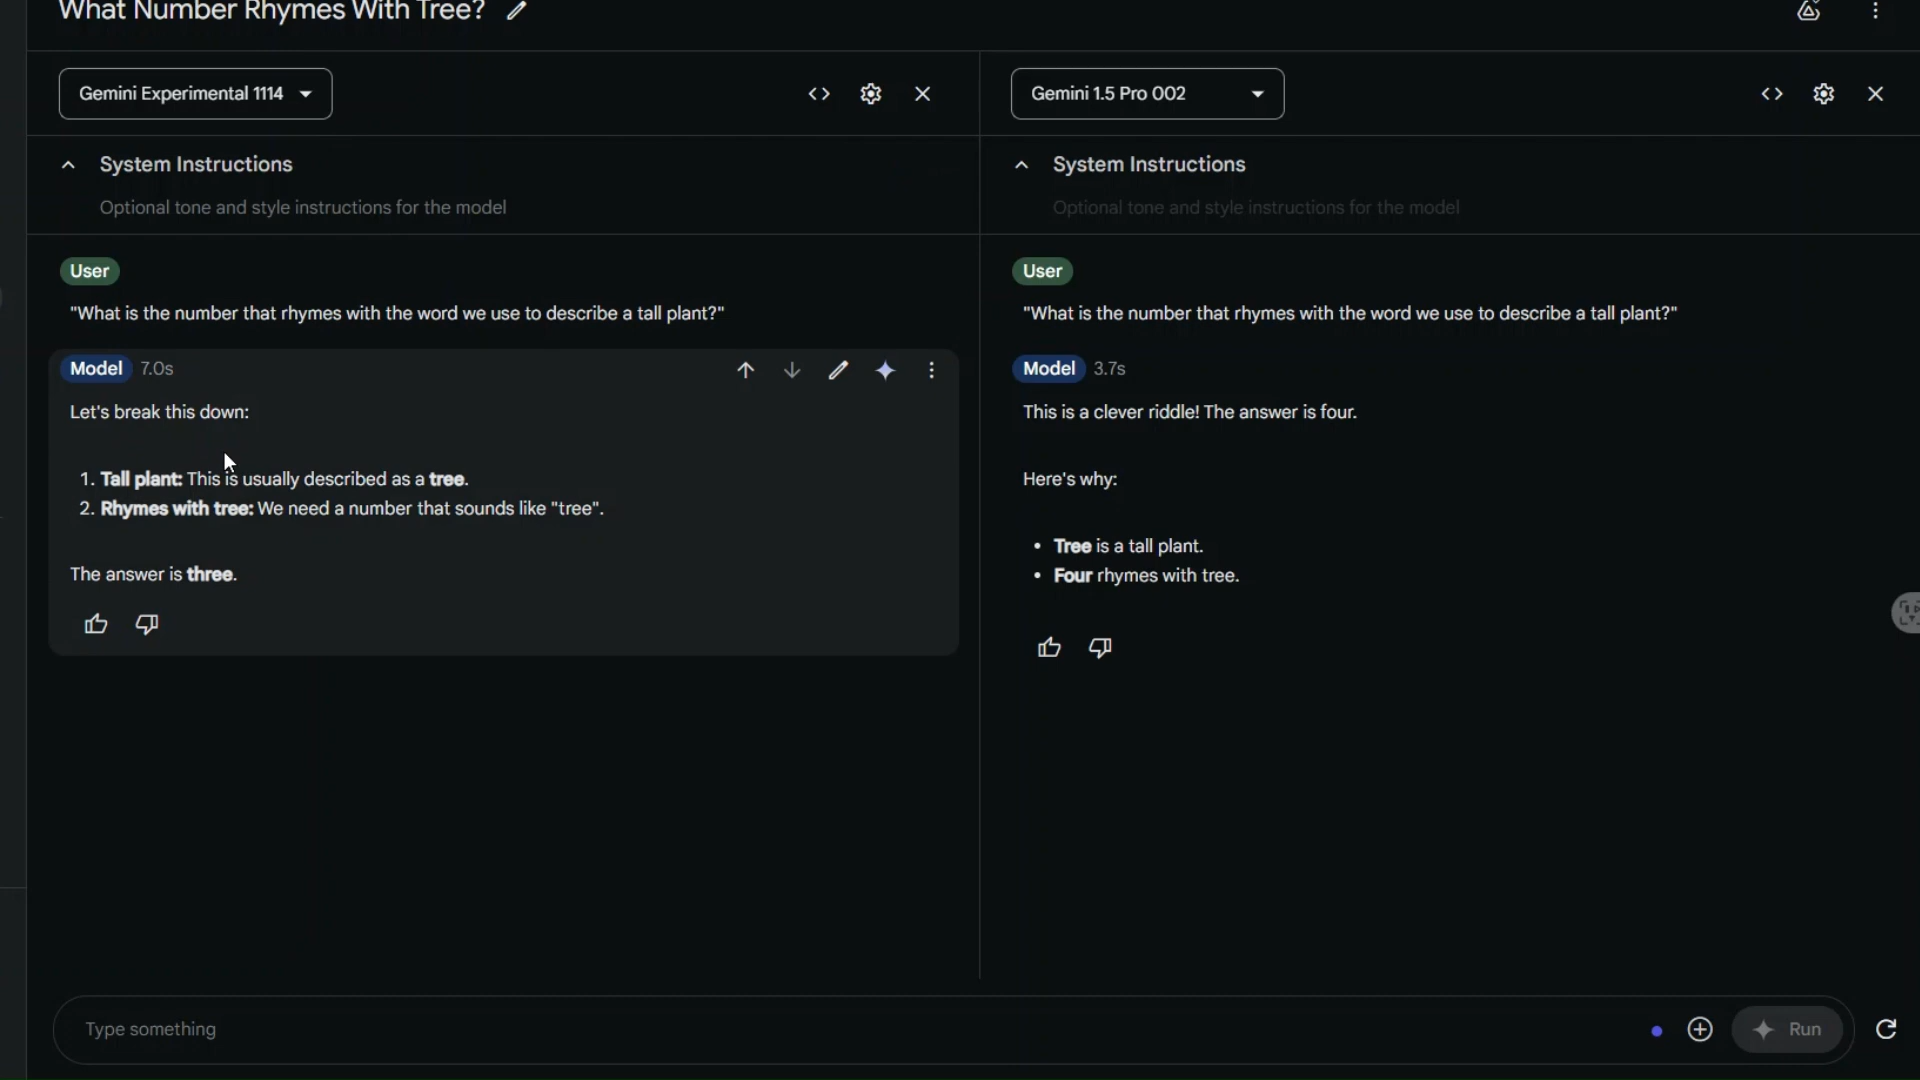 What Number Rhymes With Tree?
Gemini Experimental 1114
System Instructions
Optional tone and style instructions for the model
User
"What is the number that rhymes with the word we use to describe a tall plant?"
Model 7.0s
Let's break this down:
1. Tall plant: This is usually described as a tree.
2. Rhymes with tree: We need a number that sounds like "tree".
The answer is three.
Gemini 1.5 Pro 002
System Instructions
Optional tone and style instructions for the model
User
"What is the number that rhymes with the word we use to describe a tall plant?"
Model 3.7s
This is a clever riddle! The answer is four.
Here's why:
• Tree is a tall plant.
• Four rhymes with tree.
Type something
Run